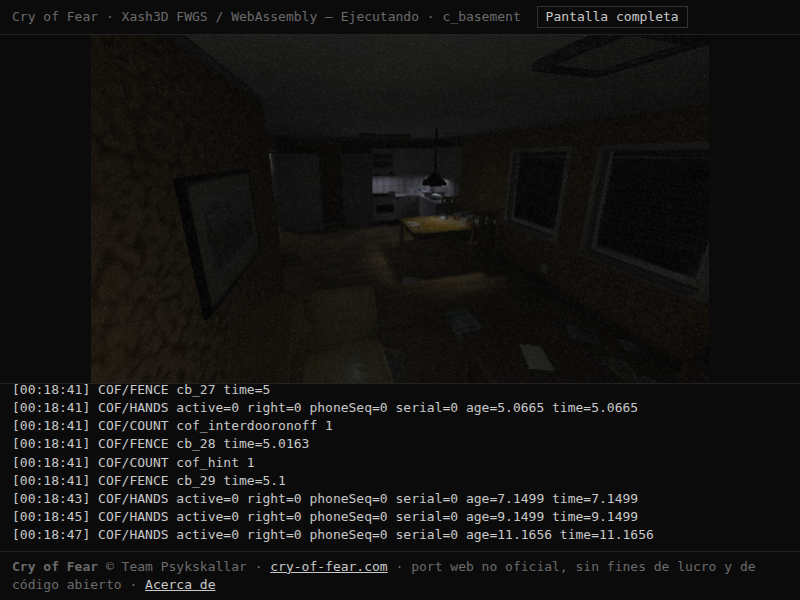 Cry of Fear · Xash3D FWGS / WebAssembly — Ejecutando · c_basement
Pantalla completa
[00:18:41] COF/FENCE cb_27 time=5
[00:18:41] COF/HANDS active=0 right=0 phoneSeq=0 serial=0 age=5.0665 time=5.0665
[00:18:41] COF/COUNT cof_interdooronoff 1
[00:18:41] COF/FENCE cb_28 time=5.0163
[00:18:41] COF/COUNT cof_hint 1
[00:18:41] COF/FENCE cb_29 time=5.1
[00:18:43] COF/HANDS active=0 right=0 phoneSeq=0 serial=0 age=7.1499 time=7.1499
[00:18:45] COF/HANDS active=0 right=0 phoneSeq=0 serial=0 age=9.1499 time=9.1499
[00:18:47] COF/HANDS active=0 right=0 phoneSeq=0 serial=0 age=11.1656 time=11.1656
Cry of Fear © Team Psykskallar · cry-of-fear.com · port web no oficial, sin fines de lucro y de
código abierto · Acerca de